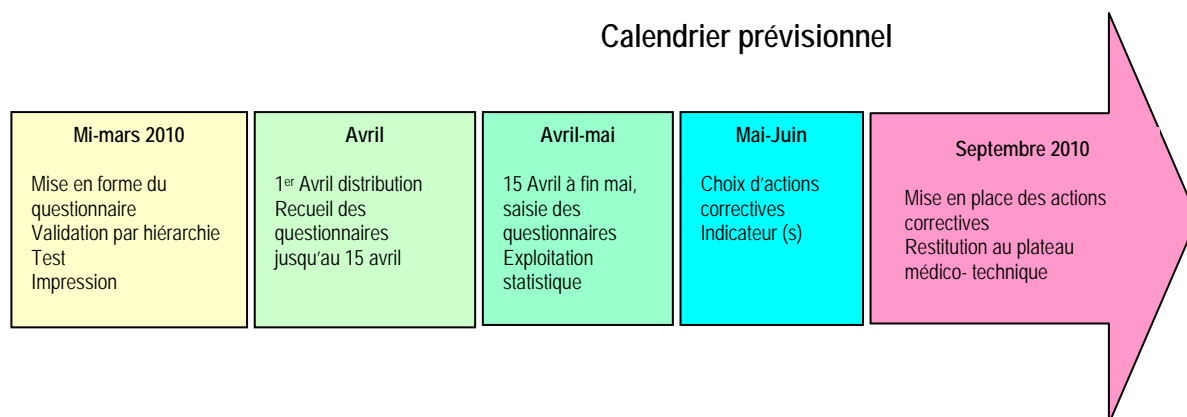 Calendrier prévisionnel
Mi-mars 2010
Mise en forme du
questionnaire
Validation par hiérarchie
Test
Impression
Avril
1er Avril distribution
Recueil des
questionnaires
jusqu'au 15 avril
Avril-mai
15 Avril à fin mai,
saisie des
questionnaires
Exploitation
statistique
Mai-Juin
Choix d'actions
correctives
Indicateur (s)
Septembre 2010
Mise en place des actions
correctives
Restitution au plateau
médico- technique